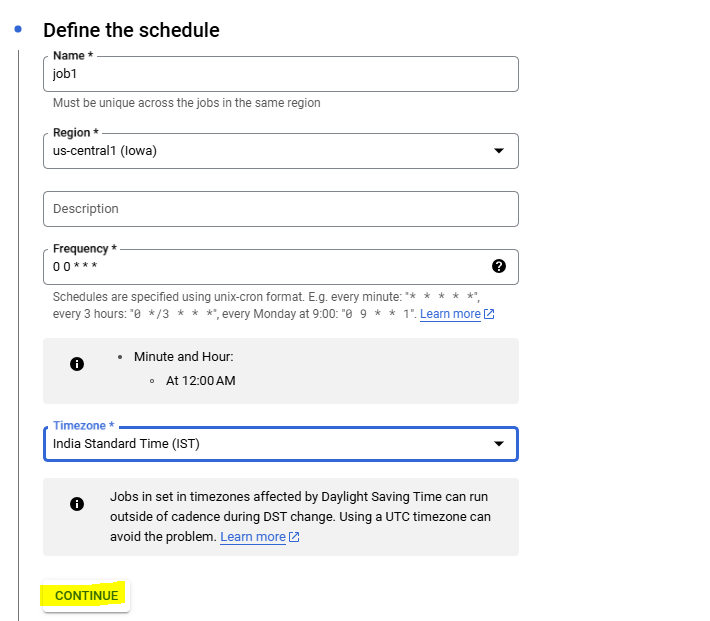 Define the schedule
Name *
job1
Must be unique across the jobs in the same region
Region *
us-central1 (Iowa)
Description
Frequency *
0 0 * * *
Schedules are specified using unix-cron format. E.g. every minute: "* * * * *",
every 3 hours: "0 */3 * * *", every Monday at 9:00: "0 9 * * 1". Learn more
Minute and Hour:
At 12:00 AM
Timezone *
India Standard Time (IST)
Jobs in set in timezones affected by Daylight Saving Time can run
outside of cadence during DST change. Using a UTC timezone can
avoid the problem. Learn more
CONTINUE